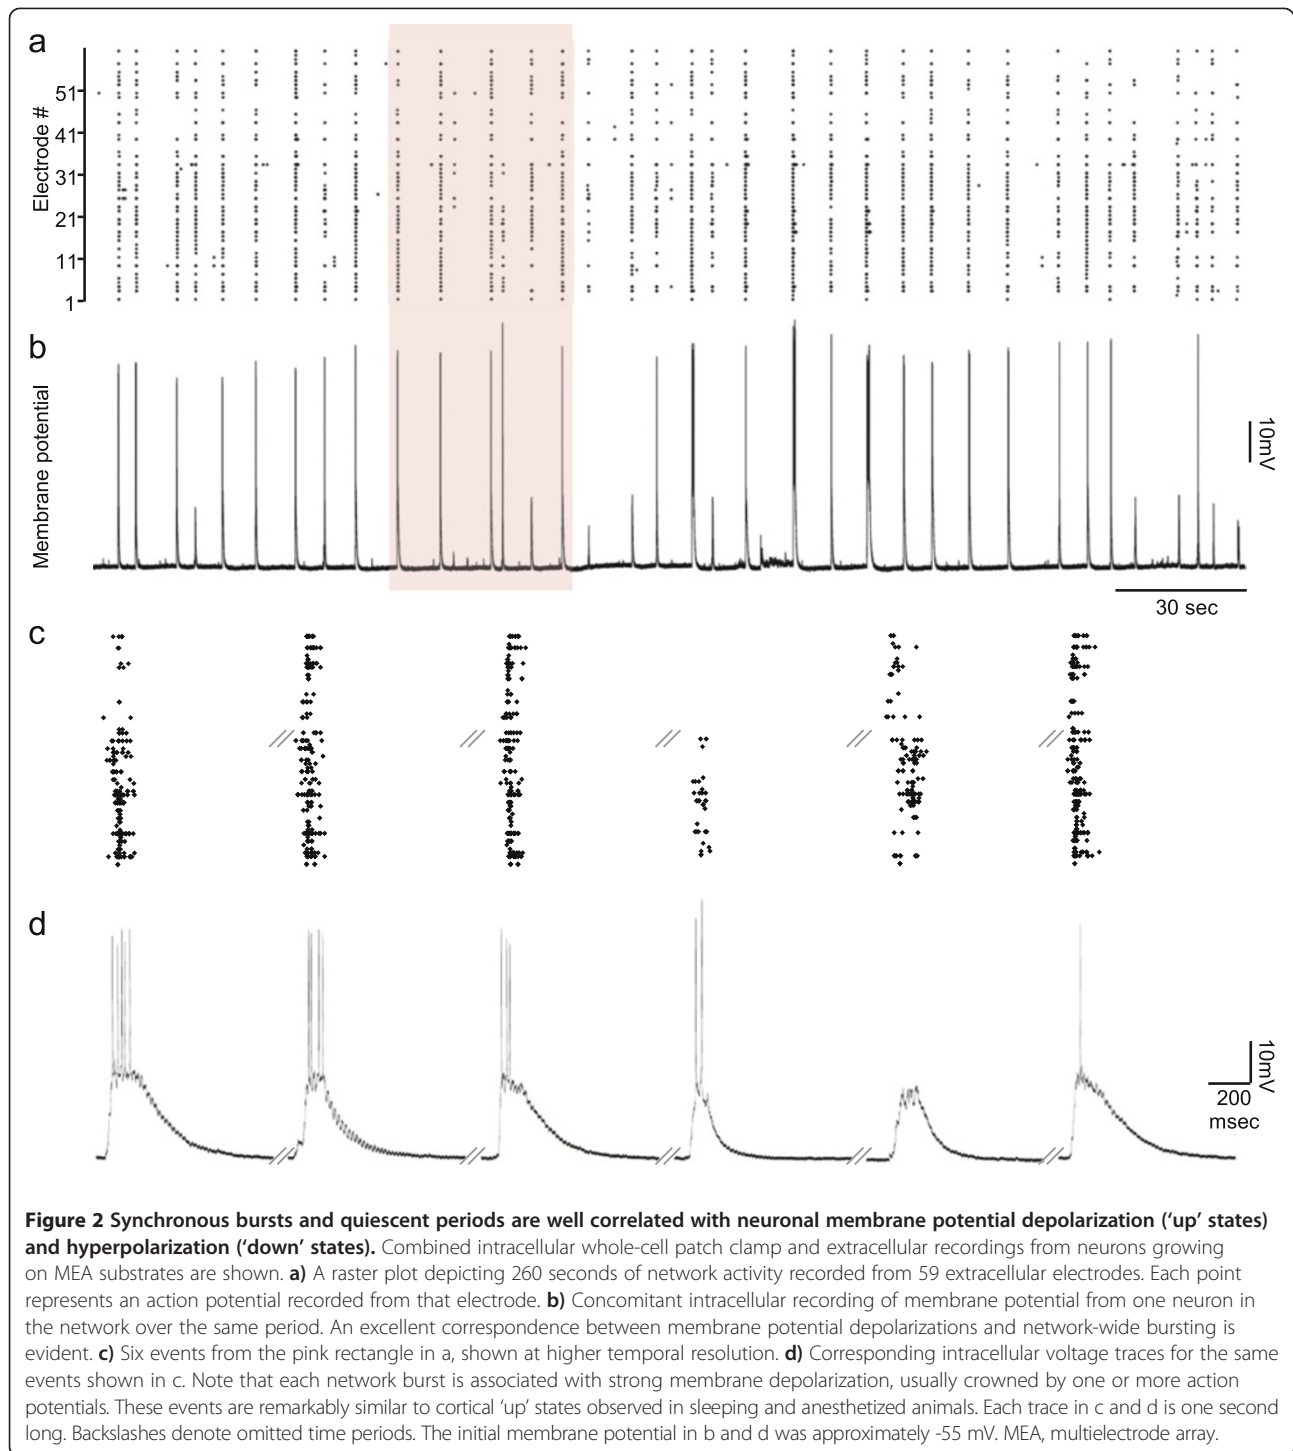 a
Electrode #
51
41
31
21
11
1
b
Membrane potential
10mV
30 sec
c
d
10mV
200
msec
Figure 2 Synchronous bursts and quiescent periods are well correlated with neuronal membrane potential depolarization (‘up’ states)
and hyperpolarization (‘down’ states). Combined intracellular whole-cell patch clamp and extracellular recordings from neurons growing
on MEA substrates are shown. a) A raster plot depicting 260 seconds of network activity recorded from 59 extracellular electrodes. Each point
represents an action potential recorded from that electrode. b) Concomitant intracellular recording of membrane potential from one neuron in
the network over the same period. An excellent correspondence between membrane potential depolarizations and network-wide bursting is
evident. c) Six events from the pink rectangle in a, shown at higher temporal resolution. d) Corresponding intracellular voltage traces for the same
events shown in c. Note that each network burst is associated with strong membrane depolarization, usually crowned by one or more action
potentials. These events are remarkably similar to cortical ‘up’ states observed in sleeping and anesthetized animals. Each trace in c and d is one second
long. Backslashes denote omitted time periods. The initial membrane potential in b and d was approximately -55 mV. MEA, multielectrode array.